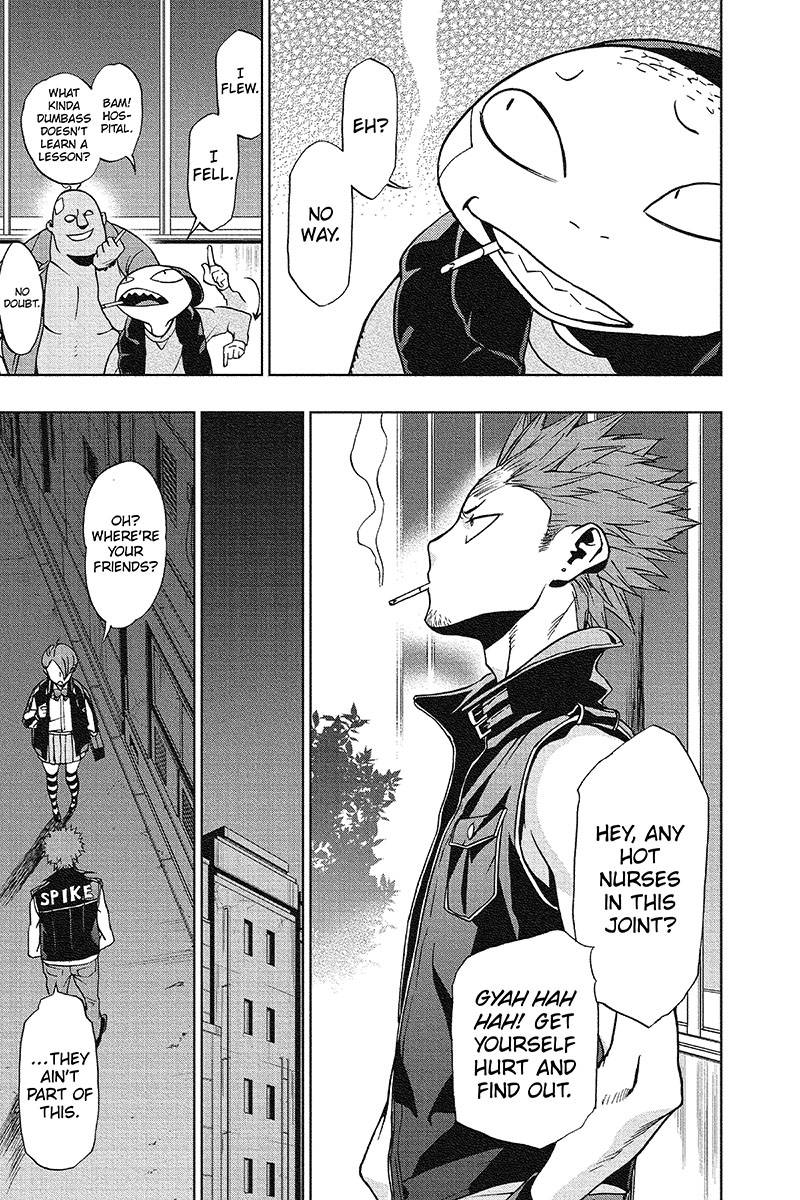 EH?
NO
WAY.
I
FLEW.
I
FELL.
BAM!
HOS-
PITAL.
WHAT
KINDA
DUMBASS
DOESN'T
LEARN A
LESSON?
NO
DOUBT.
HEY, ANY
HOT
NURSES
IN THIS
JOINT?
GYAH HAH
HAH! GET
YOURSELF
HURT AND
FIND OUT.
OH?
WHERE'RE
YOUR
FRIENDS?
SPIKE
...THEY
AIN'T
PART OF
THIS.